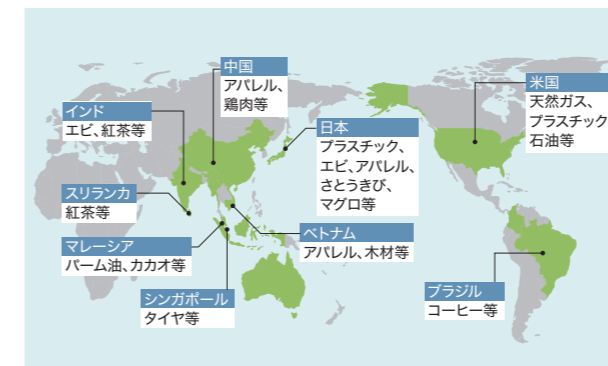 中国
アパレル、
鶏肉等
米国
天然ガス、
プラスチック
石油等
インド
エビ、紅茶等
日本
プラスチック、
エビ、アパレル、
さとうきび、
マグロ等
スリランカ
紅茶等
ベトナム
アパレル、木材等
マレーシア
パーム油、カカオ等
シンガポール
タイヤ等
ブラジル
コーヒー等